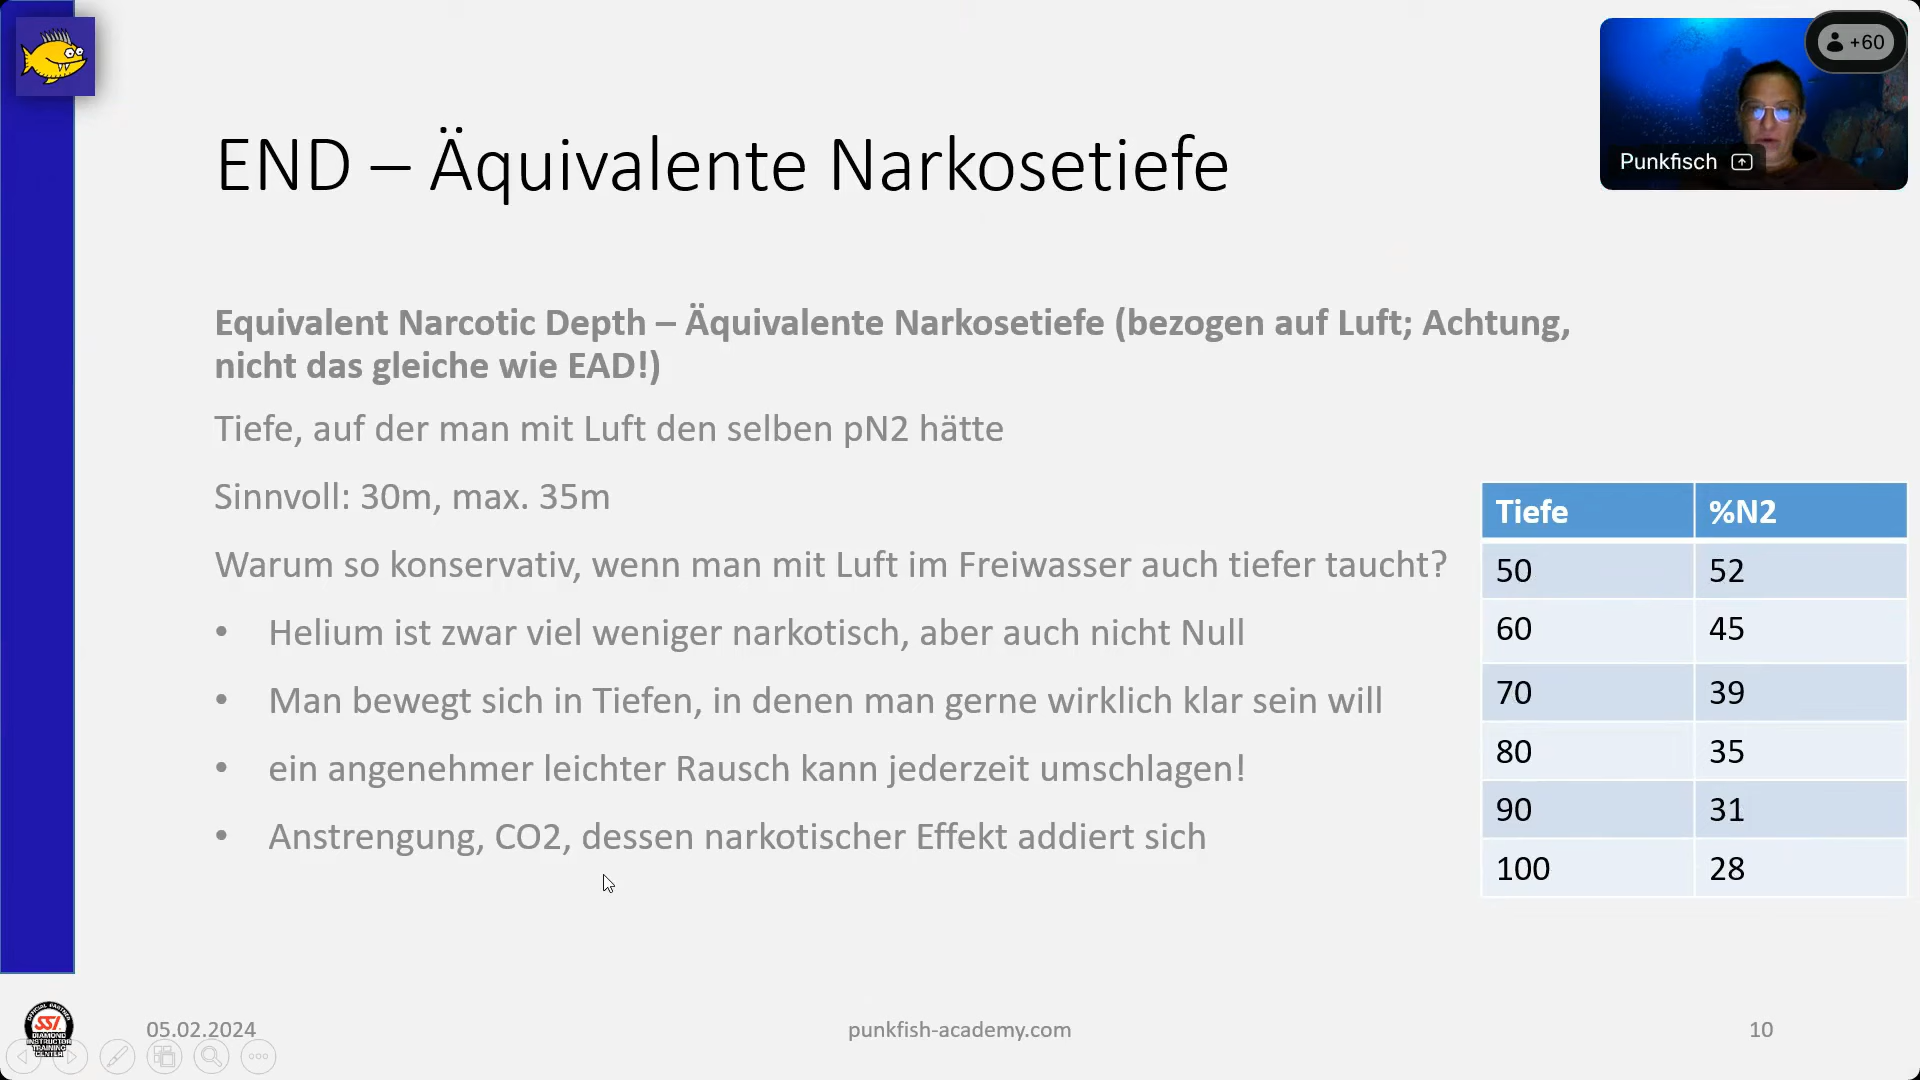 +60
Punkfisch
END – Äquivalente Narkosetiefe
Equivalent Narcotic Depth – Äquivalente Narkosetiefe (bezogen auf Luft; Achtung,
nicht das gleiche wie EAD!)
Tiefe, auf der man mit Luft den selben pN2 hätte
Sinnvoll: 30m, max. 35m
Warum so konservativ, wenn man mit Luft im Freiwasser auch tiefer taucht?
• Helium ist zwar viel weniger narkotisch, aber auch nicht Null
• Man bewegt sich in Tiefen, in denen man gerne wirklich klar sein will
• ein angenehmer leichter Rausch kann jederzeit umschlagen!
• Anstrengung, CO2, dessen narkotischer Effekt addiert sich
Tiefe %N2
50 52
60 45
70 39
80 35
90 31
100 28
SSI
DIAMOND
INSTRUCTOR
TRAINING
CENTER
05.02.2024
punkfish-academy.com
10